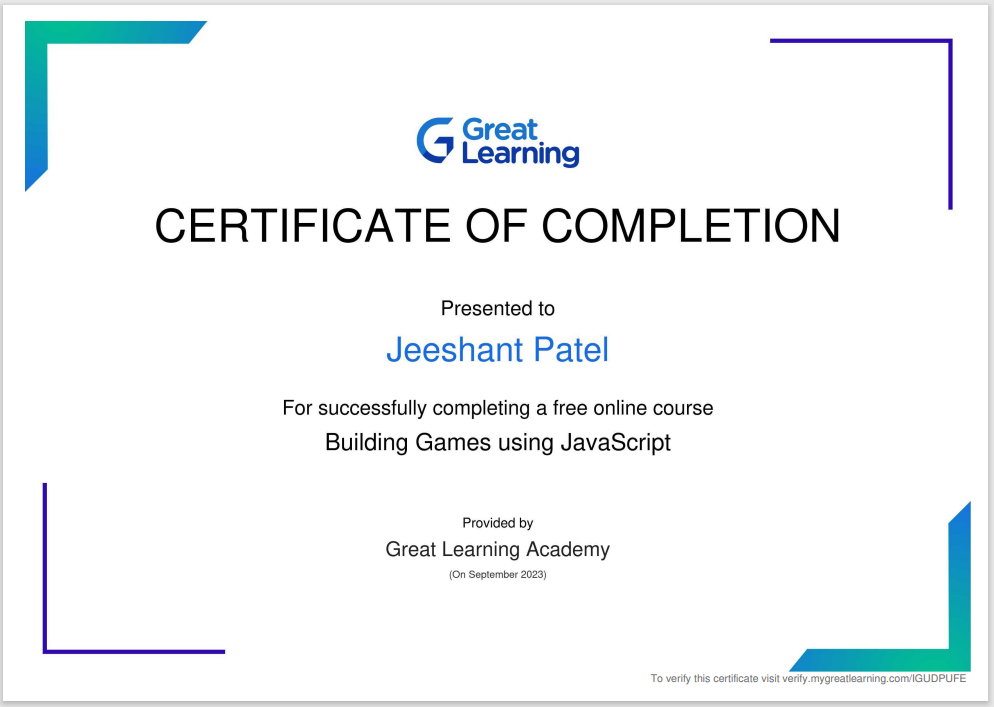 Great
Learning
CERTIFICATE OF COMPLETION
Presented to
Jeeshant Patel
For successfully completing a free online course
Building Games using JavaScript
Provided by
Great Learning Academy
(On September 2023)
To verify this certificate visit verify.mygreatlearning.com/IGUDPUFE